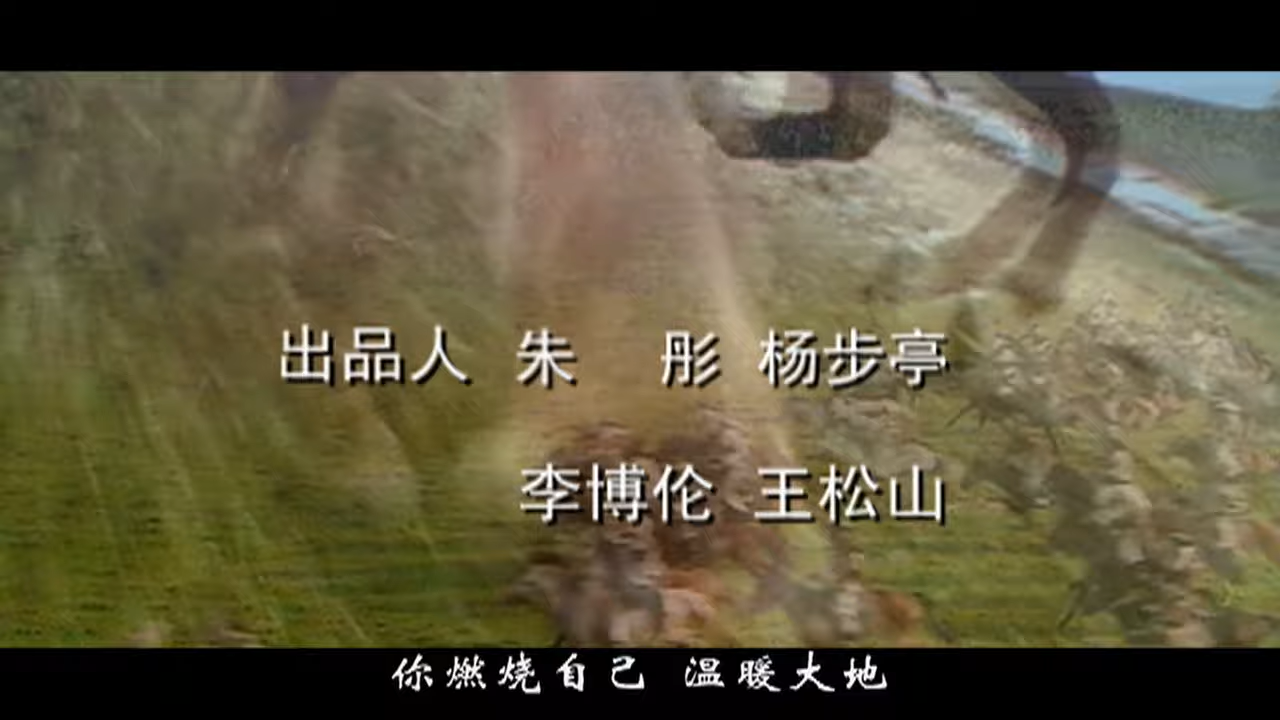 出品人 朱 彤 杨步亭
李博伦 王松山
你燃烧自己 温暖大地